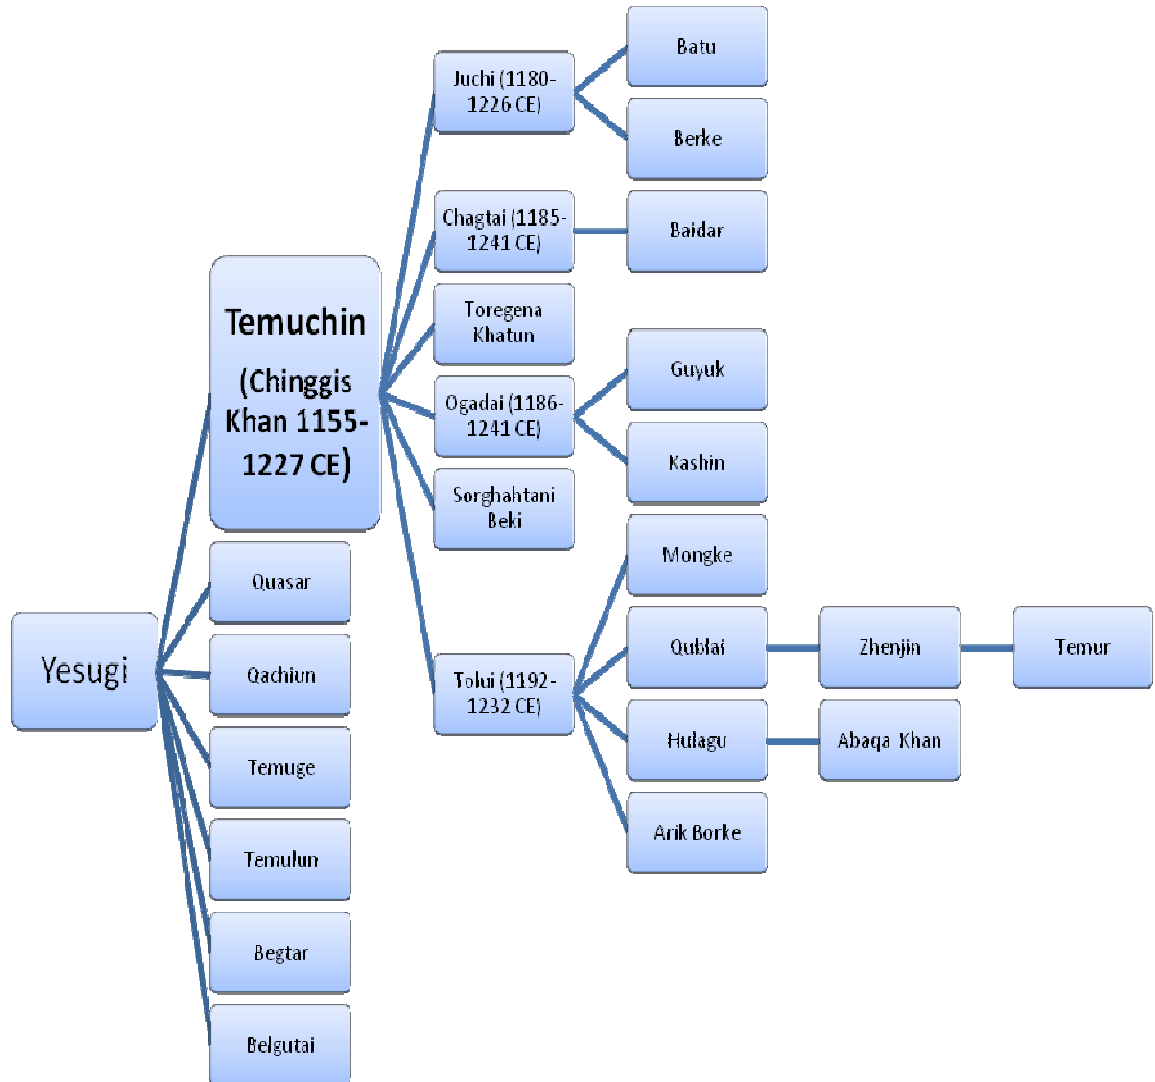 Yesugi
Temuchin
(Chinggis
Khan 1155-
1227 CE)
Quasar
Qachiun
Temuge
Temulun
Begtar
Belgutai
Juchi (1180-
1226 CE)
Chagtai (1185-
1241 CE)
Toregena
Khatun
Ogadai (1186-
1241 CE)
Sorghahtani
Beki
Tolui (1192-
1232 CE)
Batu
Berke
Baidar
Guyuk
Kashin
Mongke
Qublai
Hulagu
Arik Borke
Zhenjin
Abaqa Khan
Temur